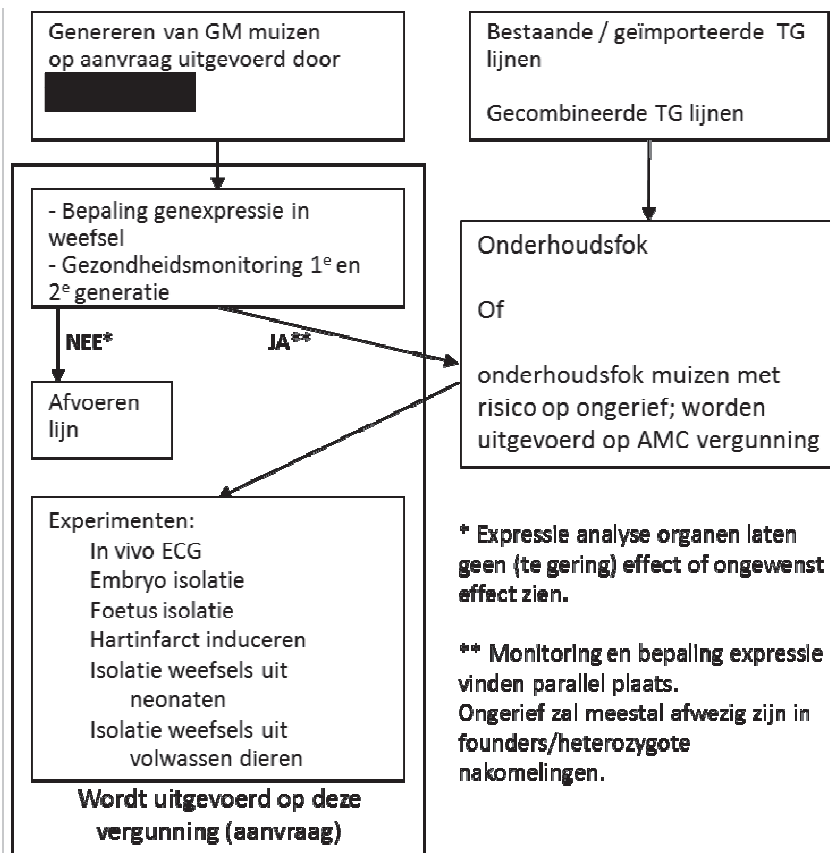 Genereren van GM muizen
op aanvraag uitgevoerd door
Bestaande / geïmporteerde TG
lijnen
Gecombineerde TG lijnen
- Bepaling genexpressie in
weefsel
- Gezondheidsmonitoring 1e en
2e generatie
NEE*
JA**
Afvoeren
lijn
Onderhoudsfok
Of
onderhoudsfok muizen met
risico op ongerief; worden
uitgevoerd op AMC vergunning
Experimenten:
In vivo ECG
Embryo isolatie
Foetus isolatie
Hartinfarct induceren
Isolatie weefsels uit
neonaten
Isolatie weefsels uit
volwassen dieren
Wordt uitgevoerd op deze
vergunning (aanvraag)
* Expressie analyse organen laten
geen (te gering) effect of ongewenst
effect zien.
** Monitoring en bepaling expressie
vinden parallel plaats.
Ongerief zal meestal afwezig zijn in
founders/heterozygote
nakomelingen.